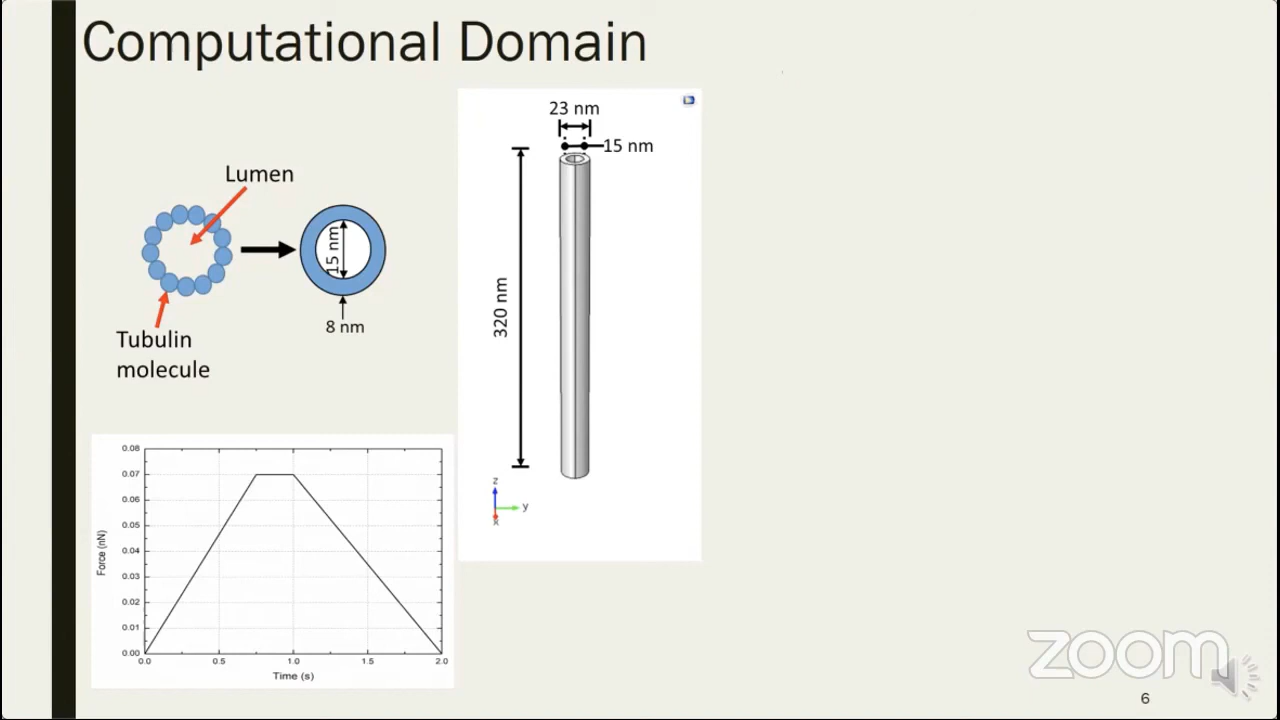 Computational Domain
Lumen
15 nm
8 nm
Tubulin
molecule
23 nm
15 nm
320 nm
z
y
x
0.08
0.07
0.06
0.05
0.04
0.03
0.02
0.01
0.00
Force (nN)
0.0 0.5 1.0 1.5 2.0
Time (s)
zoom
6